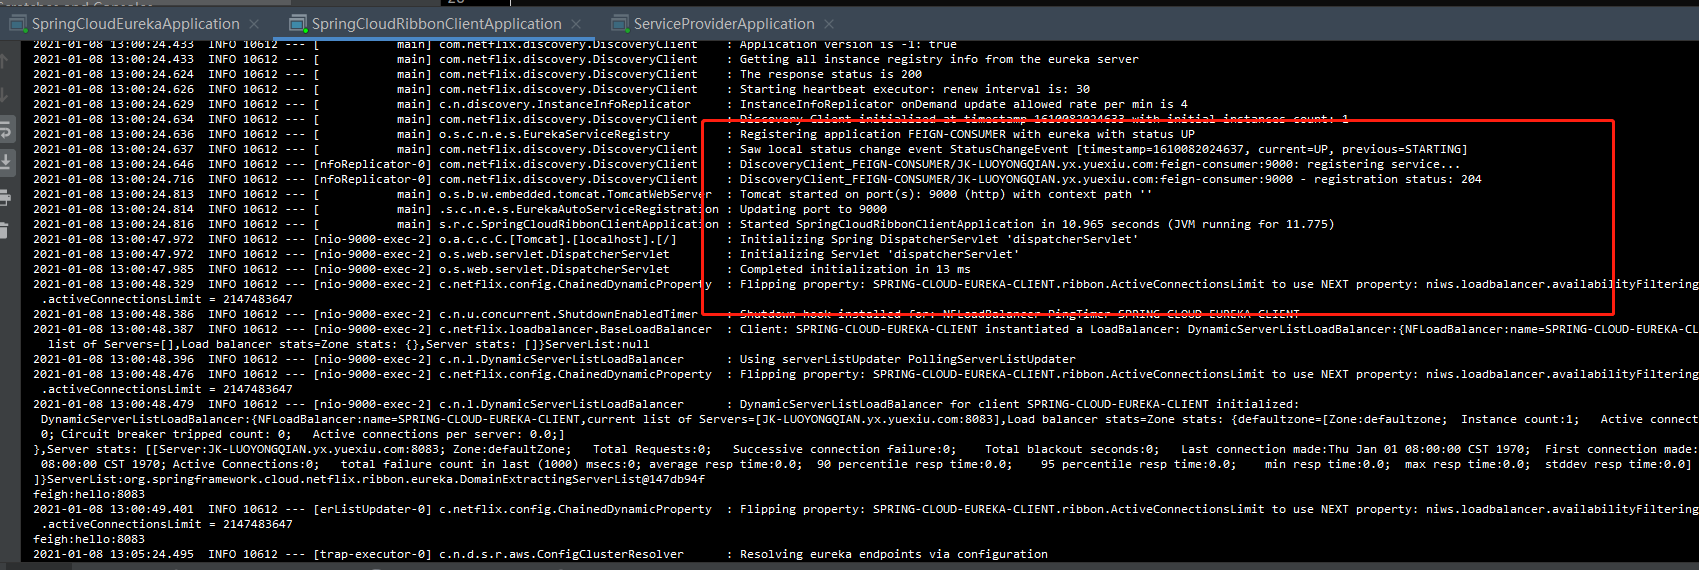 SpringCloudEurekaApplication × SpringCloudRibbonClientApplication × ServiceProviderApplication ×
2021-01-08 13:00:24.433  INFO 10612 --- [           main] com.netflix.discovery.DiscoveryClient    : Application version is -1: true
2021-01-08 13:00:24.433  INFO 10612 --- [           main] com.netflix.discovery.DiscoveryClient    : Getting all instance registry info from the eureka server
2021-01-08 13:00:24.624  INFO 10612 --- [           main] com.netflix.discovery.DiscoveryClient    : The response status is 200
2021-01-08 13:00:24.626  INFO 10612 --- [           main] com.netflix.discovery.DiscoveryClient    : Starting heartbeat executor: renew interval is: 30
2021-01-08 13:00:24.629  INFO 10612 --- [           main] c.n.discovery.InstanceInfoReplicator     : InstanceInfoReplicator onDemand update allowed rate per min is 4
2021-01-08 13:00:24.634  INFO 10612 --- [           main] com.netflix.discovery.DiscoveryClient    : Discovery Client initialized at timestamp 1610082024633 with initial instances count: 1
2021-01-08 13:00:24.636  INFO 10612 --- [           main] o.s.c.n.e.s.EurekaServiceRegistry        : Registering application FEIGN-CONSUMER with eureka with status UP
2021-01-08 13:00:24.637  INFO 10612 --- [           main] com.netflix.discovery.DiscoveryClient    : Saw local status change event StatusChangeEvent [timestamp=1610082024637, current=UP, previous=STARTING]
2021-01-08 13:00:24.646  INFO 10612 --- [nfoReplicator-0] com.netflix.discovery.DiscoveryClient    : DiscoveryClient_FEIGN-CONSUMER/JK-LUOYONGQIAN.yx.yuexiu.com:feign-consumer:9000: registering service...
2021-01-08 13:00:24.716  INFO 10612 --- [nfoReplicator-0] com.netflix.discovery.DiscoveryClient    : DiscoveryClient_FEIGN-CONSUMER/JK-LUOYONGQIAN.yx.yuexiu.com:feign-consumer:9000 - registration status: 204
2021-01-08 13:00:24.813  INFO 10612 --- [           main] o.s.b.w.embedded.tomcat.TomcatWebServer  : Tomcat started on port(s): 9000 (http) with context path ''
2021-01-08 13:00:24.814  INFO 10612 --- [           main] .s.c.n.e.s.EurekaAutoServiceRegistration : Updating port to 9000
2021-01-08 13:00:24.816  INFO 10612 --- [           main] s.r.c.SpringCloudRibbonClientApplication : Started SpringCloudRibbonClientApplication in 10.965 seconds (JVM running for 11.775)
2021-01-08 13:00:47.972  INFO 10612 --- [nio-9000-exec-2] o.a.c.c.C.[Tomcat].[localhost].[/]       : Initializing Spring DispatcherServlet 'dispatcherServlet'
2021-01-08 13:00:47.972  INFO 10612 --- [nio-9000-exec-2] o.s.web.servlet.DispatcherServlet        : Initializing Servlet 'dispatcherServlet'
2021-01-08 13:00:47.985  INFO 10612 --- [nio-9000-exec-2] o.s.web.servlet.DispatcherServlet        : Completed initialization in 13 ms
2021-01-08 13:00:48.329  INFO 10612 --- [nio-9000-exec-2] c.netflix.config.ChainedDynamicProperty  : Flipping property: SPRING-CLOUD-EUREKA-CLIENT.ribbon.ActiveConnectionsLimit to use NEXT property: niws.loadbalancer.availabilityFiltering
.activeConnectionsLimit = 2147483647
2021-01-08 13:00:48.386  INFO 10612 --- [nio-9000-exec-2] c.n.u.concurrent.ShutdownEnabledTimer    : Shutdown hook installed for: NFLoadBalancer-PingTimer-SPRING-CLOUD-EUREKA-CLIENT
2021-01-08 13:00:48.387  INFO 10612 --- [nio-9000-exec-2] c.netflix.loadbalancer.BaseLoadBalancer  : Client: SPRING-CLOUD-EUREKA-CLIENT instantiated a LoadBalancer: DynamicServerListLoadBalancer:{NFLoadBalancer:name=SPRING-CLOUD-EUREKA-CL
list of Servers=[],Load balancer stats=Zone stats: {},Server stats: []}ServerList:null
2021-01-08 13:00:48.396  INFO 10612 --- [nio-9000-exec-2] c.n.l.DynamicServerListLoadBalancer      : Using serverListUpdater PollingServerListUpdater
2021-01-08 13:00:48.476  INFO 10612 --- [nio-9000-exec-2] c.netflix.config.ChainedDynamicProperty  : Flipping property: SPRING-CLOUD-EUREKA-CLIENT.ribbon.ActiveConnectionsLimit to use NEXT property: niws.loadbalancer.availabilityFiltering
.activeConnectionsLimit = 2147483647
2021-01-08 13:00:48.479  INFO 10612 --- [nio-9000-exec-2] c.n.l.DynamicServerListLoadBalancer      : DynamicServerListLoadBalancer for client SPRING-CLOUD-EUREKA-CLIENT initialized:
DynamicServerListLoadBalancer:{NFLoadBalancer:name=SPRING-CLOUD-EUREKA-CLIENT,current list of Servers=[JK-LUOYONGQIAN.yx.yuexiu.com:8083],Load balancer stats=Zone stats: {defaultzone=[Zone:defaultzone;  Instance count:1;   Active connect
0; Circuit breaker tripped count: 0;   Active connections per server: 0.0;]
},Server stats: [[Server:JK-LUOYONGQIAN.yx.yuexiu.com:8083; Zone:defaultZone;   Total Requests:0;   Successive connection failure:0;    Total blackout seconds:0;   Last connection made:Thu Jan 01 08:00:00 CST 1970;  First connection made:
08:00:00 CST 1970; Active Connections:0;   total failure count in last (1000) msecs:0; average resp time:0.0;  90 percentile resp time:0.0;    95 percentile resp time:0.0;    min resp time:0.0;  max resp time:0.0;  stddev resp time:0.0]
]}ServerList:org.springframework.cloud.netflix.ribbon.eureka.DomainExtractingServerList@147db94f
feigh:hello:8083
2021-01-08 13:00:49.401  INFO 10612 --- [erListUpdater-0] c.netflix.config.ChainedDynamicProperty  : Flipping property: SPRING-CLOUD-EUREKA-CLIENT.ribbon.ActiveConnectionsLimit to use NEXT property: niws.loadbalancer.availabilityFiltering
.activeConnectionsLimit = 2147483647
feigh:hello:8083
2021-01-08 13:05:24.495  INFO 10612 --- [trap-executor-0] c.n.d.s.r.aws.ConfigClusterResolver      : Resolving eureka endpoints via configuration